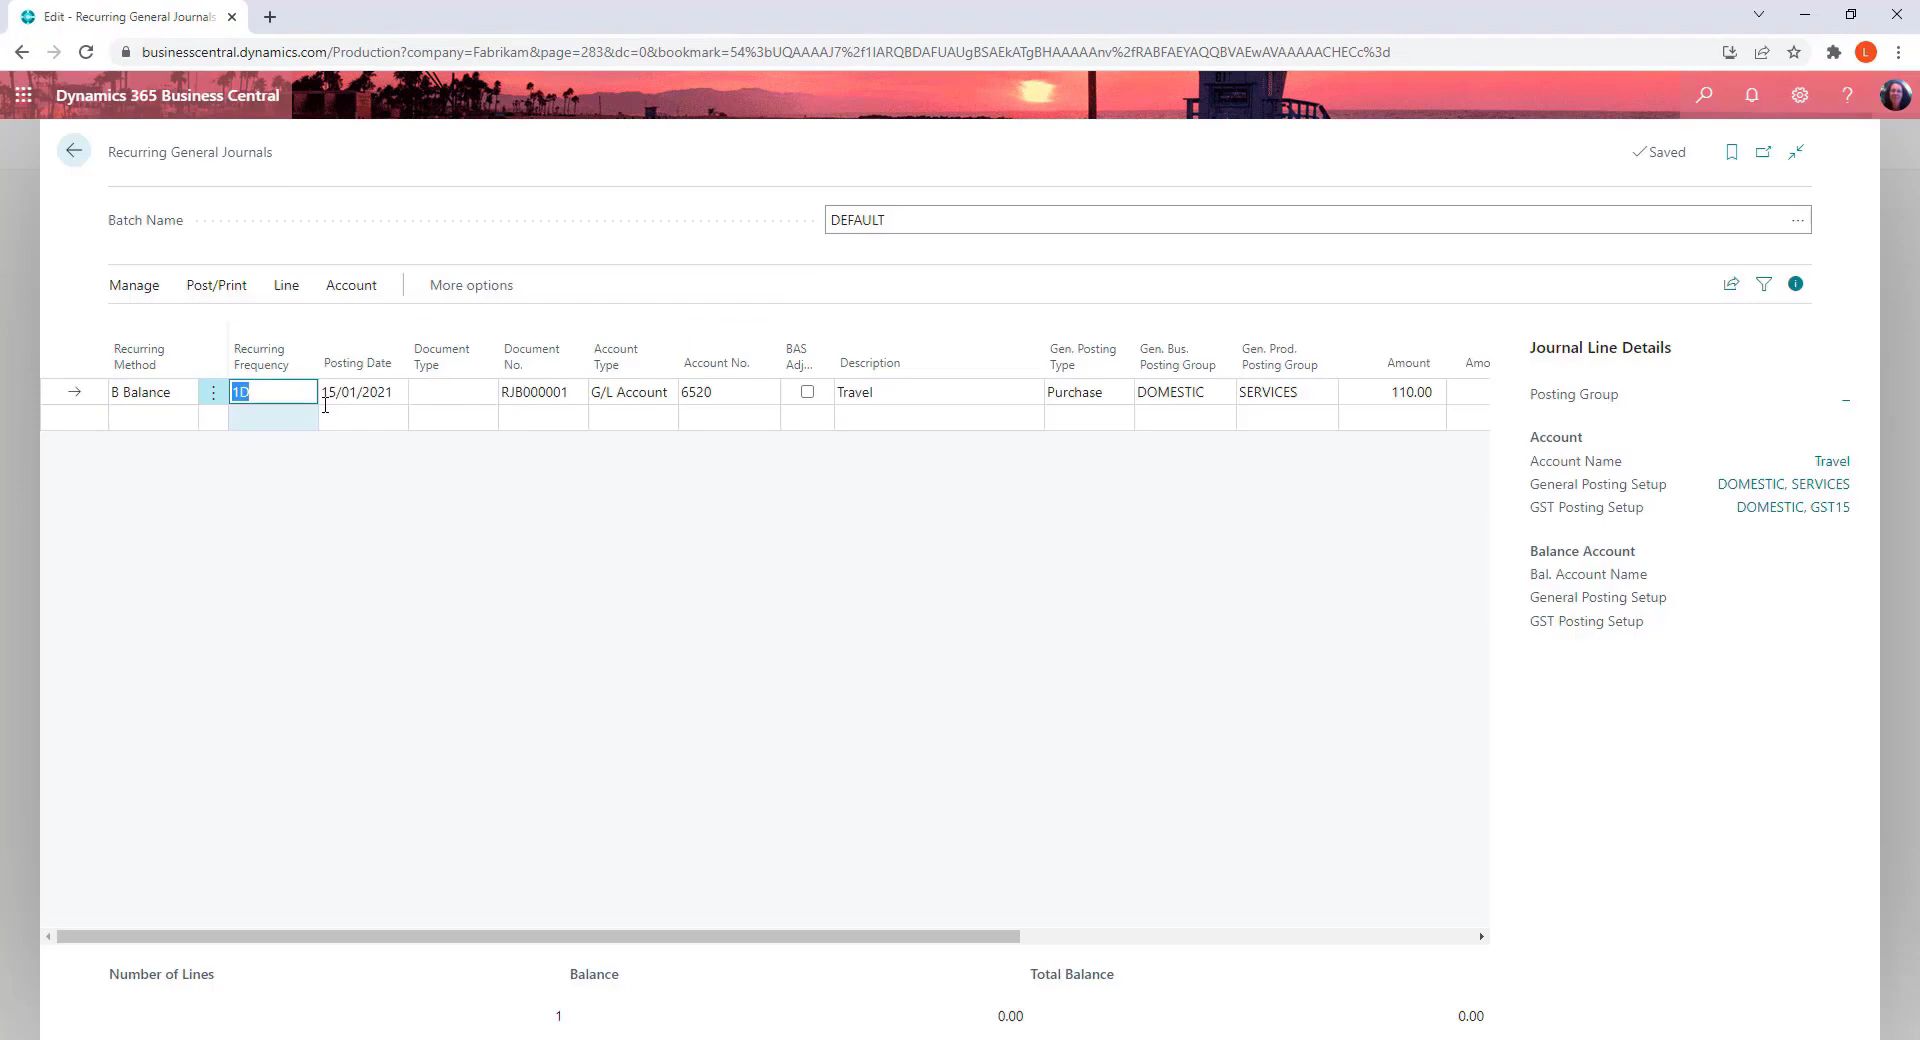 Edit - Recurring General Journals
businesscentral.dynamics.com/Production?company=Fabrikam&page=283&dc=0&bookmark=54%3bUQAAAAJ7%2f1IARQBDAFUAUgBSAEkATgBHAAAAAnv%2fRABFAEYAQQBVAEwAVAAAAACHECc%3d
L
Dynamics 365 Business Central
Recurring General Journals
Saved
Batch Name
DEFAULT
Manage Post/Print Line Account More options
Recurring Method Recurring Frequency Posting Date Document Type Document No. Account Type Account No. BAS Adj... Description Gen. Posting Type Gen. Bus. Posting Group Gen. Prod. Posting Group Amount Amo
B Balance 1D 15/01/2021 RJB000001 G/L Account 6520 Travel Purchase DOMESTIC SERVICES 110.00
Journal Line Details
Posting Group _
Account
Account Name Travel
General Posting Setup DOMESTIC, SERVICES
GST Posting Setup DOMESTIC, GST15
Balance Account
Bal. Account Name
General Posting Setup
GST Posting Setup
Number of Lines Balance Total Balance
1 0.00 0.00